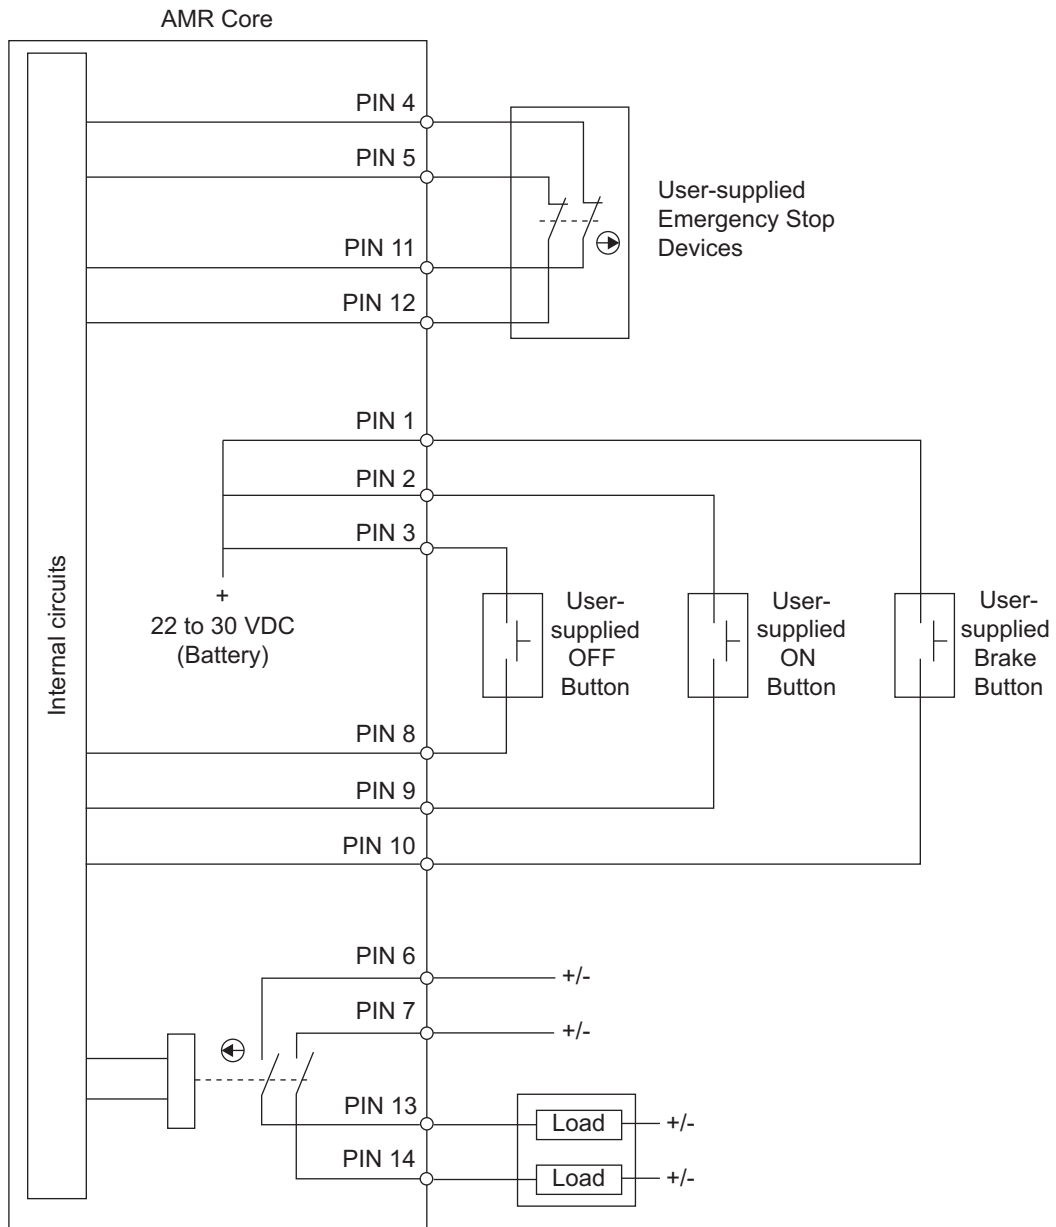 AMR Core
PIN 4
PIN 5
PIN 11
PIN 12
User-supplied
Emergency Stop
Devices
PIN 1
PIN 2
PIN 3
Internal circuits
+
22 to 30 VDC
(Battery)
User-
supplied
OFF
Button
User-
supplied
ON
Button
User-
supplied
Brake
Button
PIN 8
PIN 9
PIN 10
PIN 6
+/-
PIN 7
+/-
PIN 13
Load
+/-
PIN 14
Load
+/-